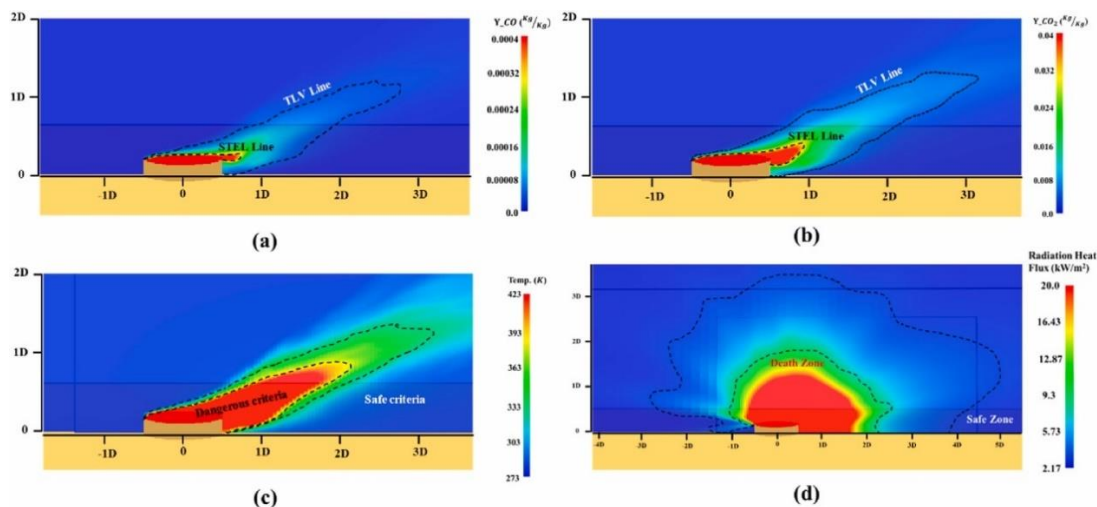 2D
1D
0
-1D
0
1D
2D
3D
TLV Line
STEL Line
Y_CO (Kg/Kg)
0.0004
0.00032
0.00024
0.00016
0.00008
0.0
(a)
2D
1D
0
-1D
0
1D
2D
3D
TLV Line
STEL Line
Y_CO₂ (Kg/Kg)
0.04
0.024
0.016
0.008
0.0
(b)
2D
1D
0
-1D
0
1D
2D
3D
Dangerous criteria
Safe criteria
Temp. (K)
423
393
363
333
303
273
(c)
3D
2D
1D
0
-4D
-3D
-2D
-1D
0
1D
2D
3D
4D
5D
Death Zone
Safe Zone
Radiation Heat
Flux (kW/m²)
20.0
16.43
12.87
9.3
5.73
2.17
(d)